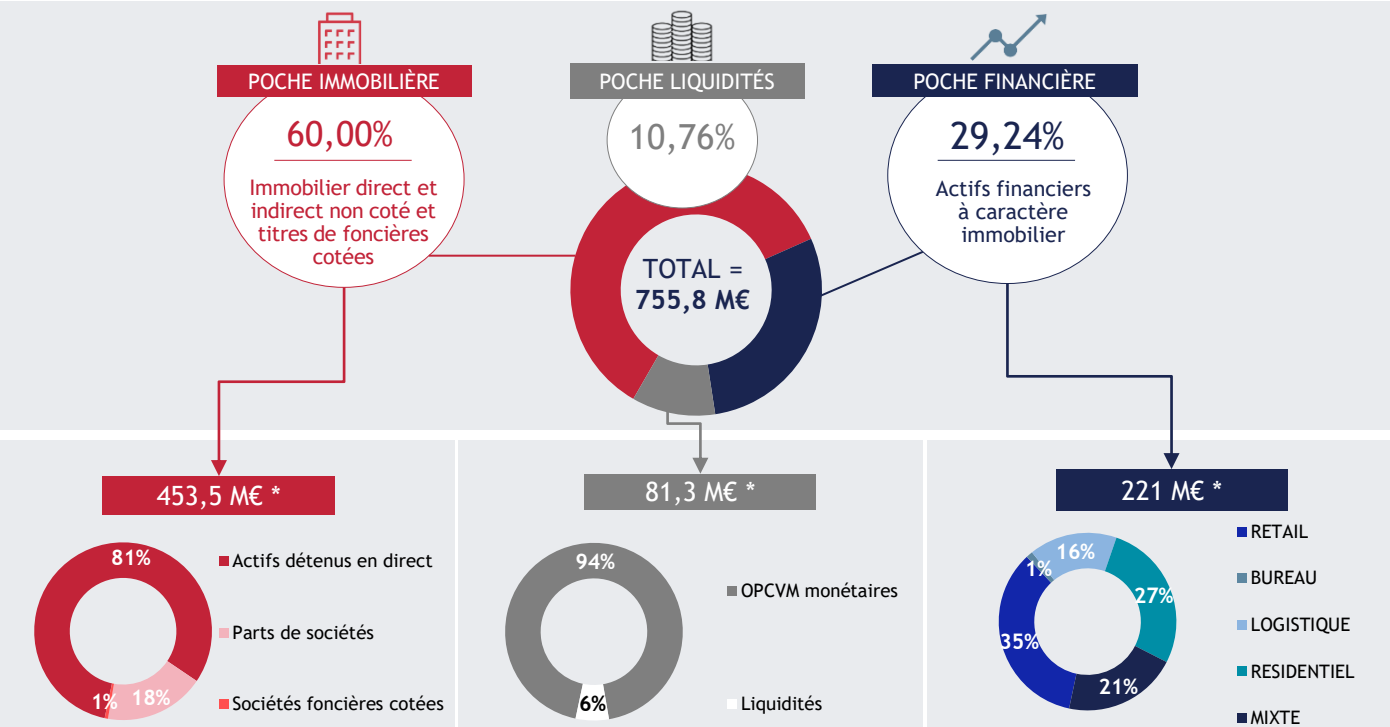 POCHE IMMOBILIÈRE
60,00%
Immobilier direct et
indirect non coté et
titres de foncières
cotées
POCHE LIQUIDITÉS
10,76%
POCHE FINANCIÈRE
29,24%
Actifs financiers
à caractère
immobilier
TOTAL =
755,8 M€
453,5 M€ *
81%
18%
1%
Actifs détenus en direct
Parts de sociétés
Sociétés foncières cotées
81,3 M€ *
94%
6%
OPCVM monétaires
Liquidités
221 M€ *
16%
1%
27%
35%
21%
RETAIL
BUREAU
LOGISTIQUE
RESIDENTIEL
MIXTE